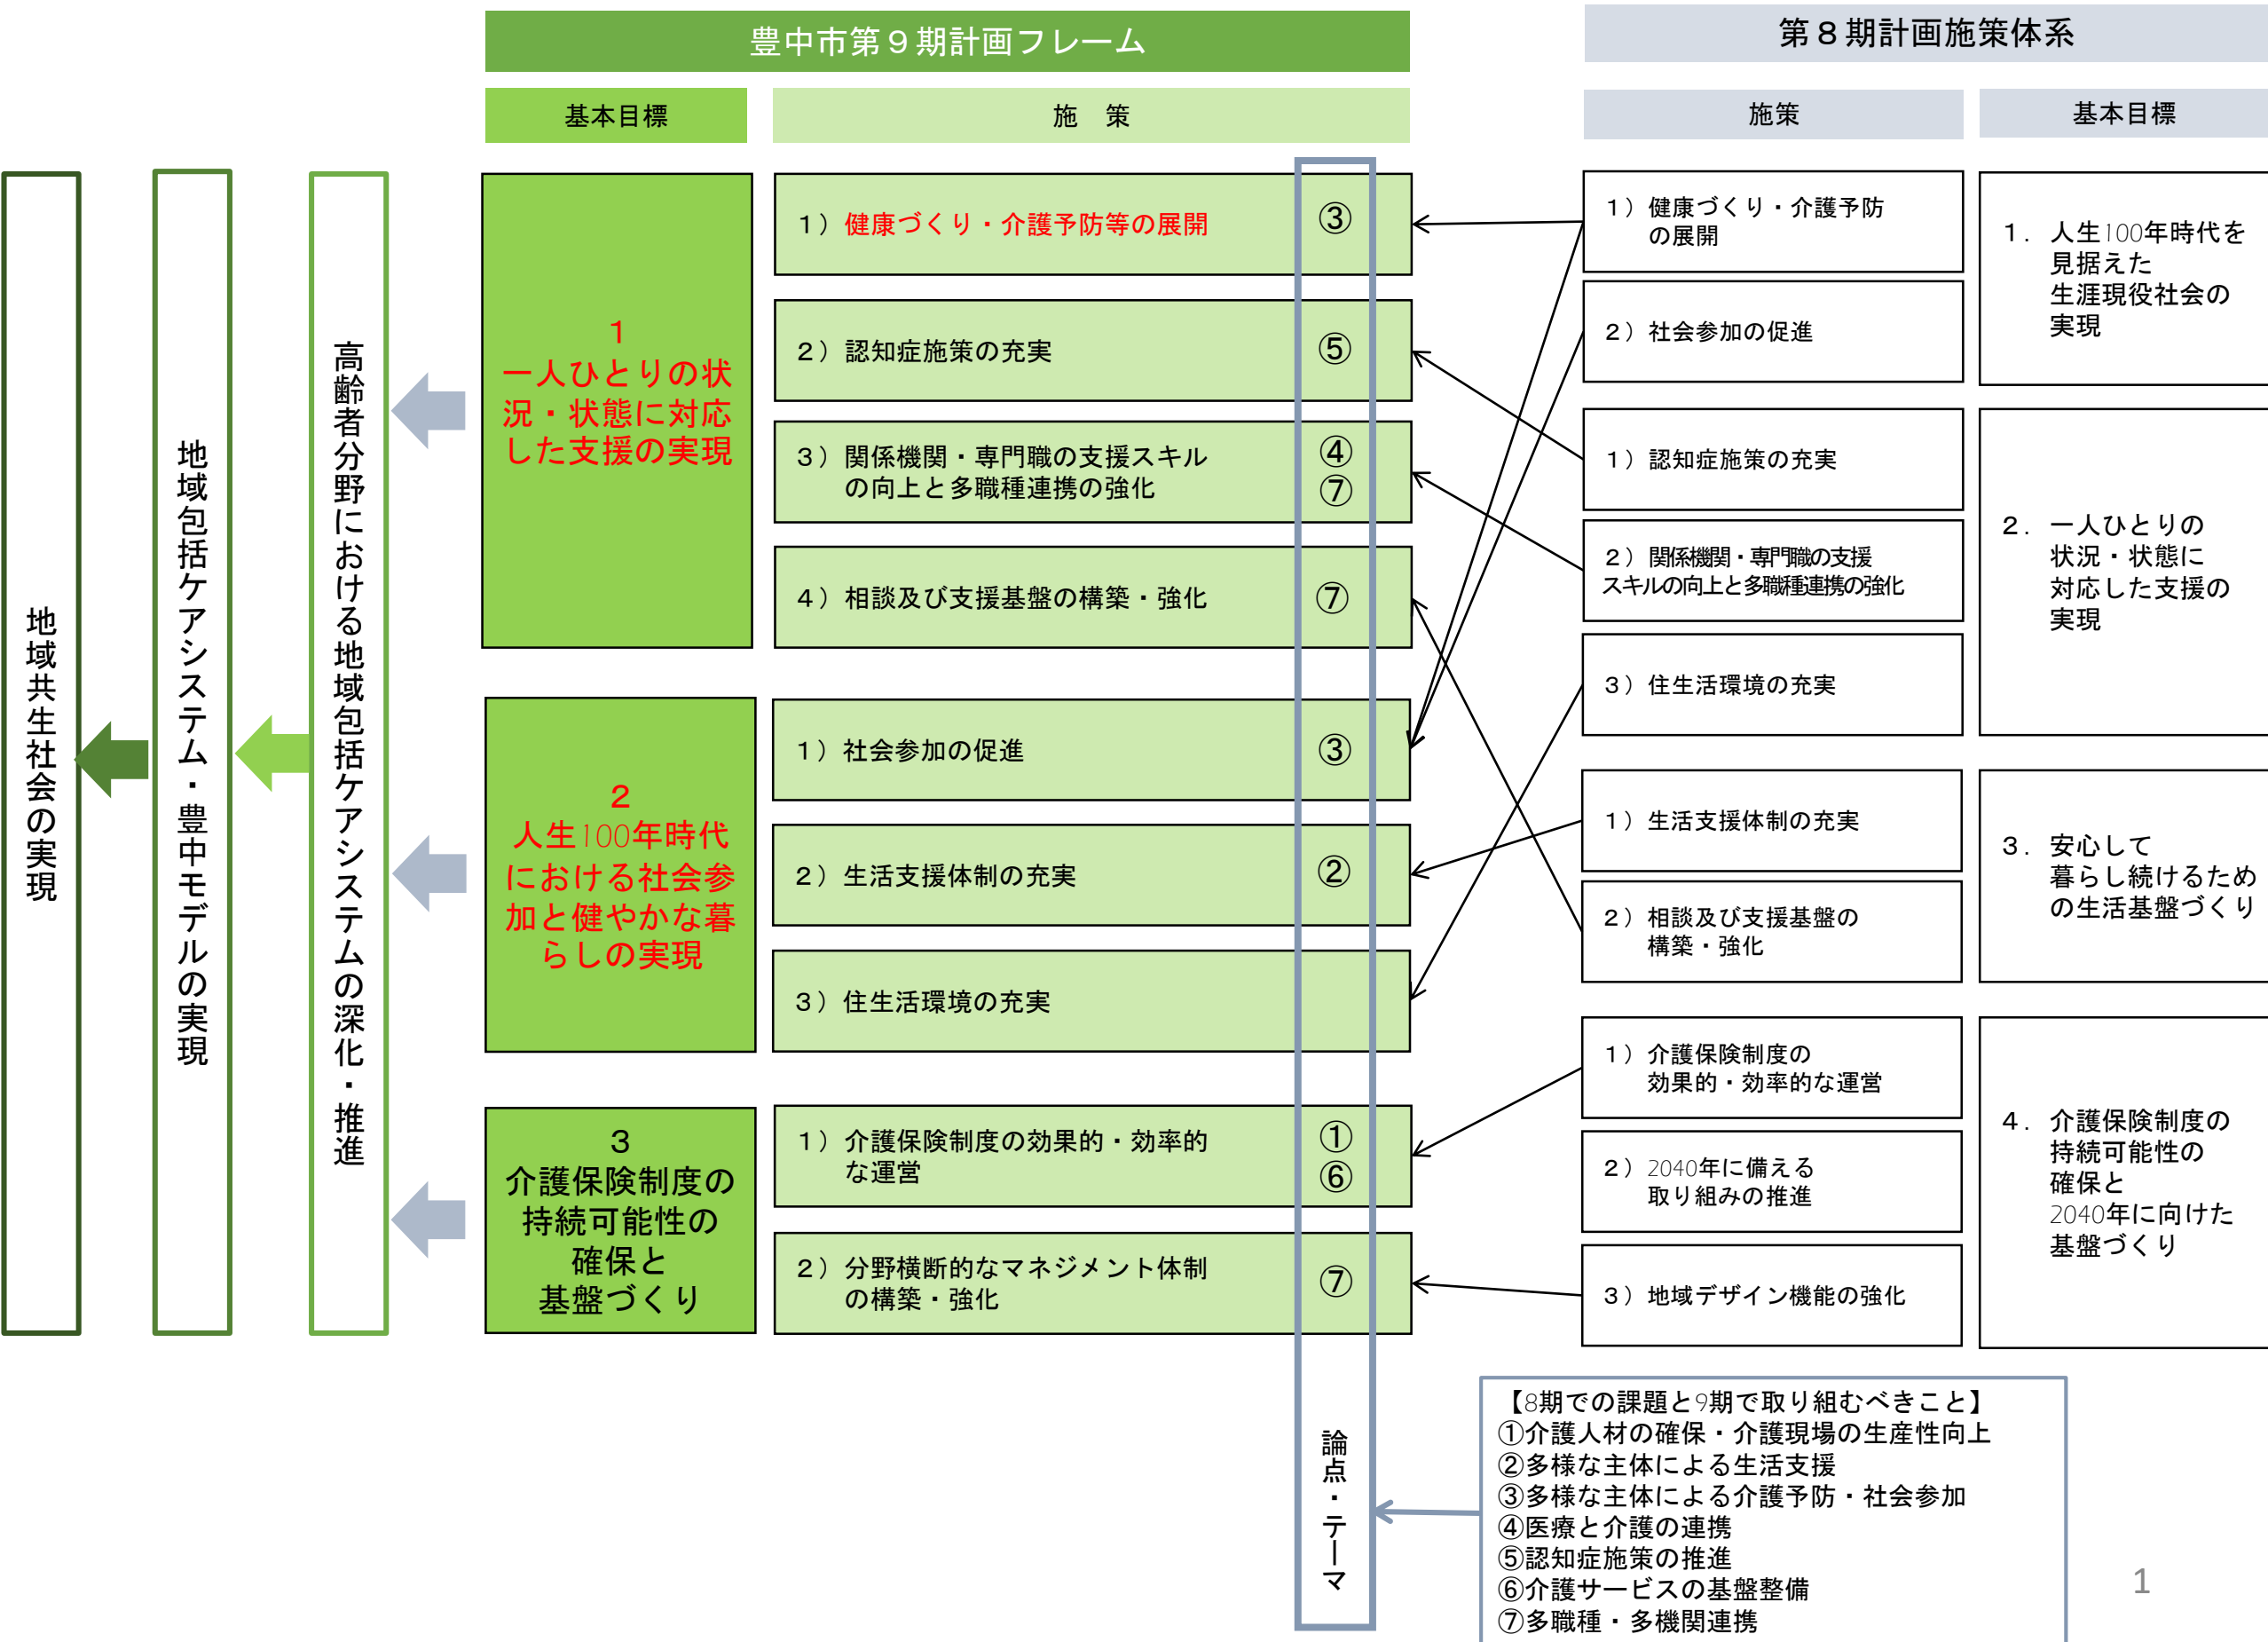 豊中市第９期計画フレーム
第８期計画施策体系
基本目標
施　策
施策
基本目標
地域共生社会の実現
地域包括ケアシステム・豊中モデルの実現
高齢者分野における地域包括ケアシステムの深化・推進
１
一人ひとりの状
況・状態に対応
した支援の実現
１）健康づくり・介護予防等の展開
③
２）認知症施策の充実
⑤
３）関係機関・専門職の支援スキル
の向上と多職種連携の強化
④
⑦
４）相談及び支援基盤の構築・強化
⑦
２
人生100年時代
における社会参
加と健やかな暮
らしの実現
１）社会参加の促進
③
２）生活支援体制の充実
②
３）住生活環境の充実
３
介護保険制度の
持続可能性の
確保と
基盤づくり
１）介護保険制度の効果的・効率的
な運営
①
⑥
２）分野横断的なマネジメント体制
の構築・強化
⑦
論点・テーマ
１）健康づくり・介護予防
の展開
２）社会参加の促進
１．人生100年時代を
見据えた
生涯現役社会の
実現
１）認知症施策の充実
２）関係機関・専門職の支援
スキルの向上と多職種連携の強化
３）住生活環境の充実
２．一人ひとりの
状況・状態に
対応した支援の
実現
１）生活支援体制の充実
２）相談及び支援基盤の
構築・強化
３．安心して
暮らし続けるため
の生活基盤づくり
１）介護保険制度の
効果的・効率的な運営
２）2040年に備える
取り組みの推進
３）地域デザイン機能の強化
４．介護保険制度の
持続可能性の
確保と
2040年に向けた
基盤づくり
【8期での課題と9期で取り組むべきこと】
①介護人材の確保・介護現場の生産性向上
②多様な主体による生活支援
③多様な主体による介護予防・社会参加
④医療と介護の連携
⑤認知症施策の推進
⑥介護サービスの基盤整備
⑦多職種・多機関連携
1